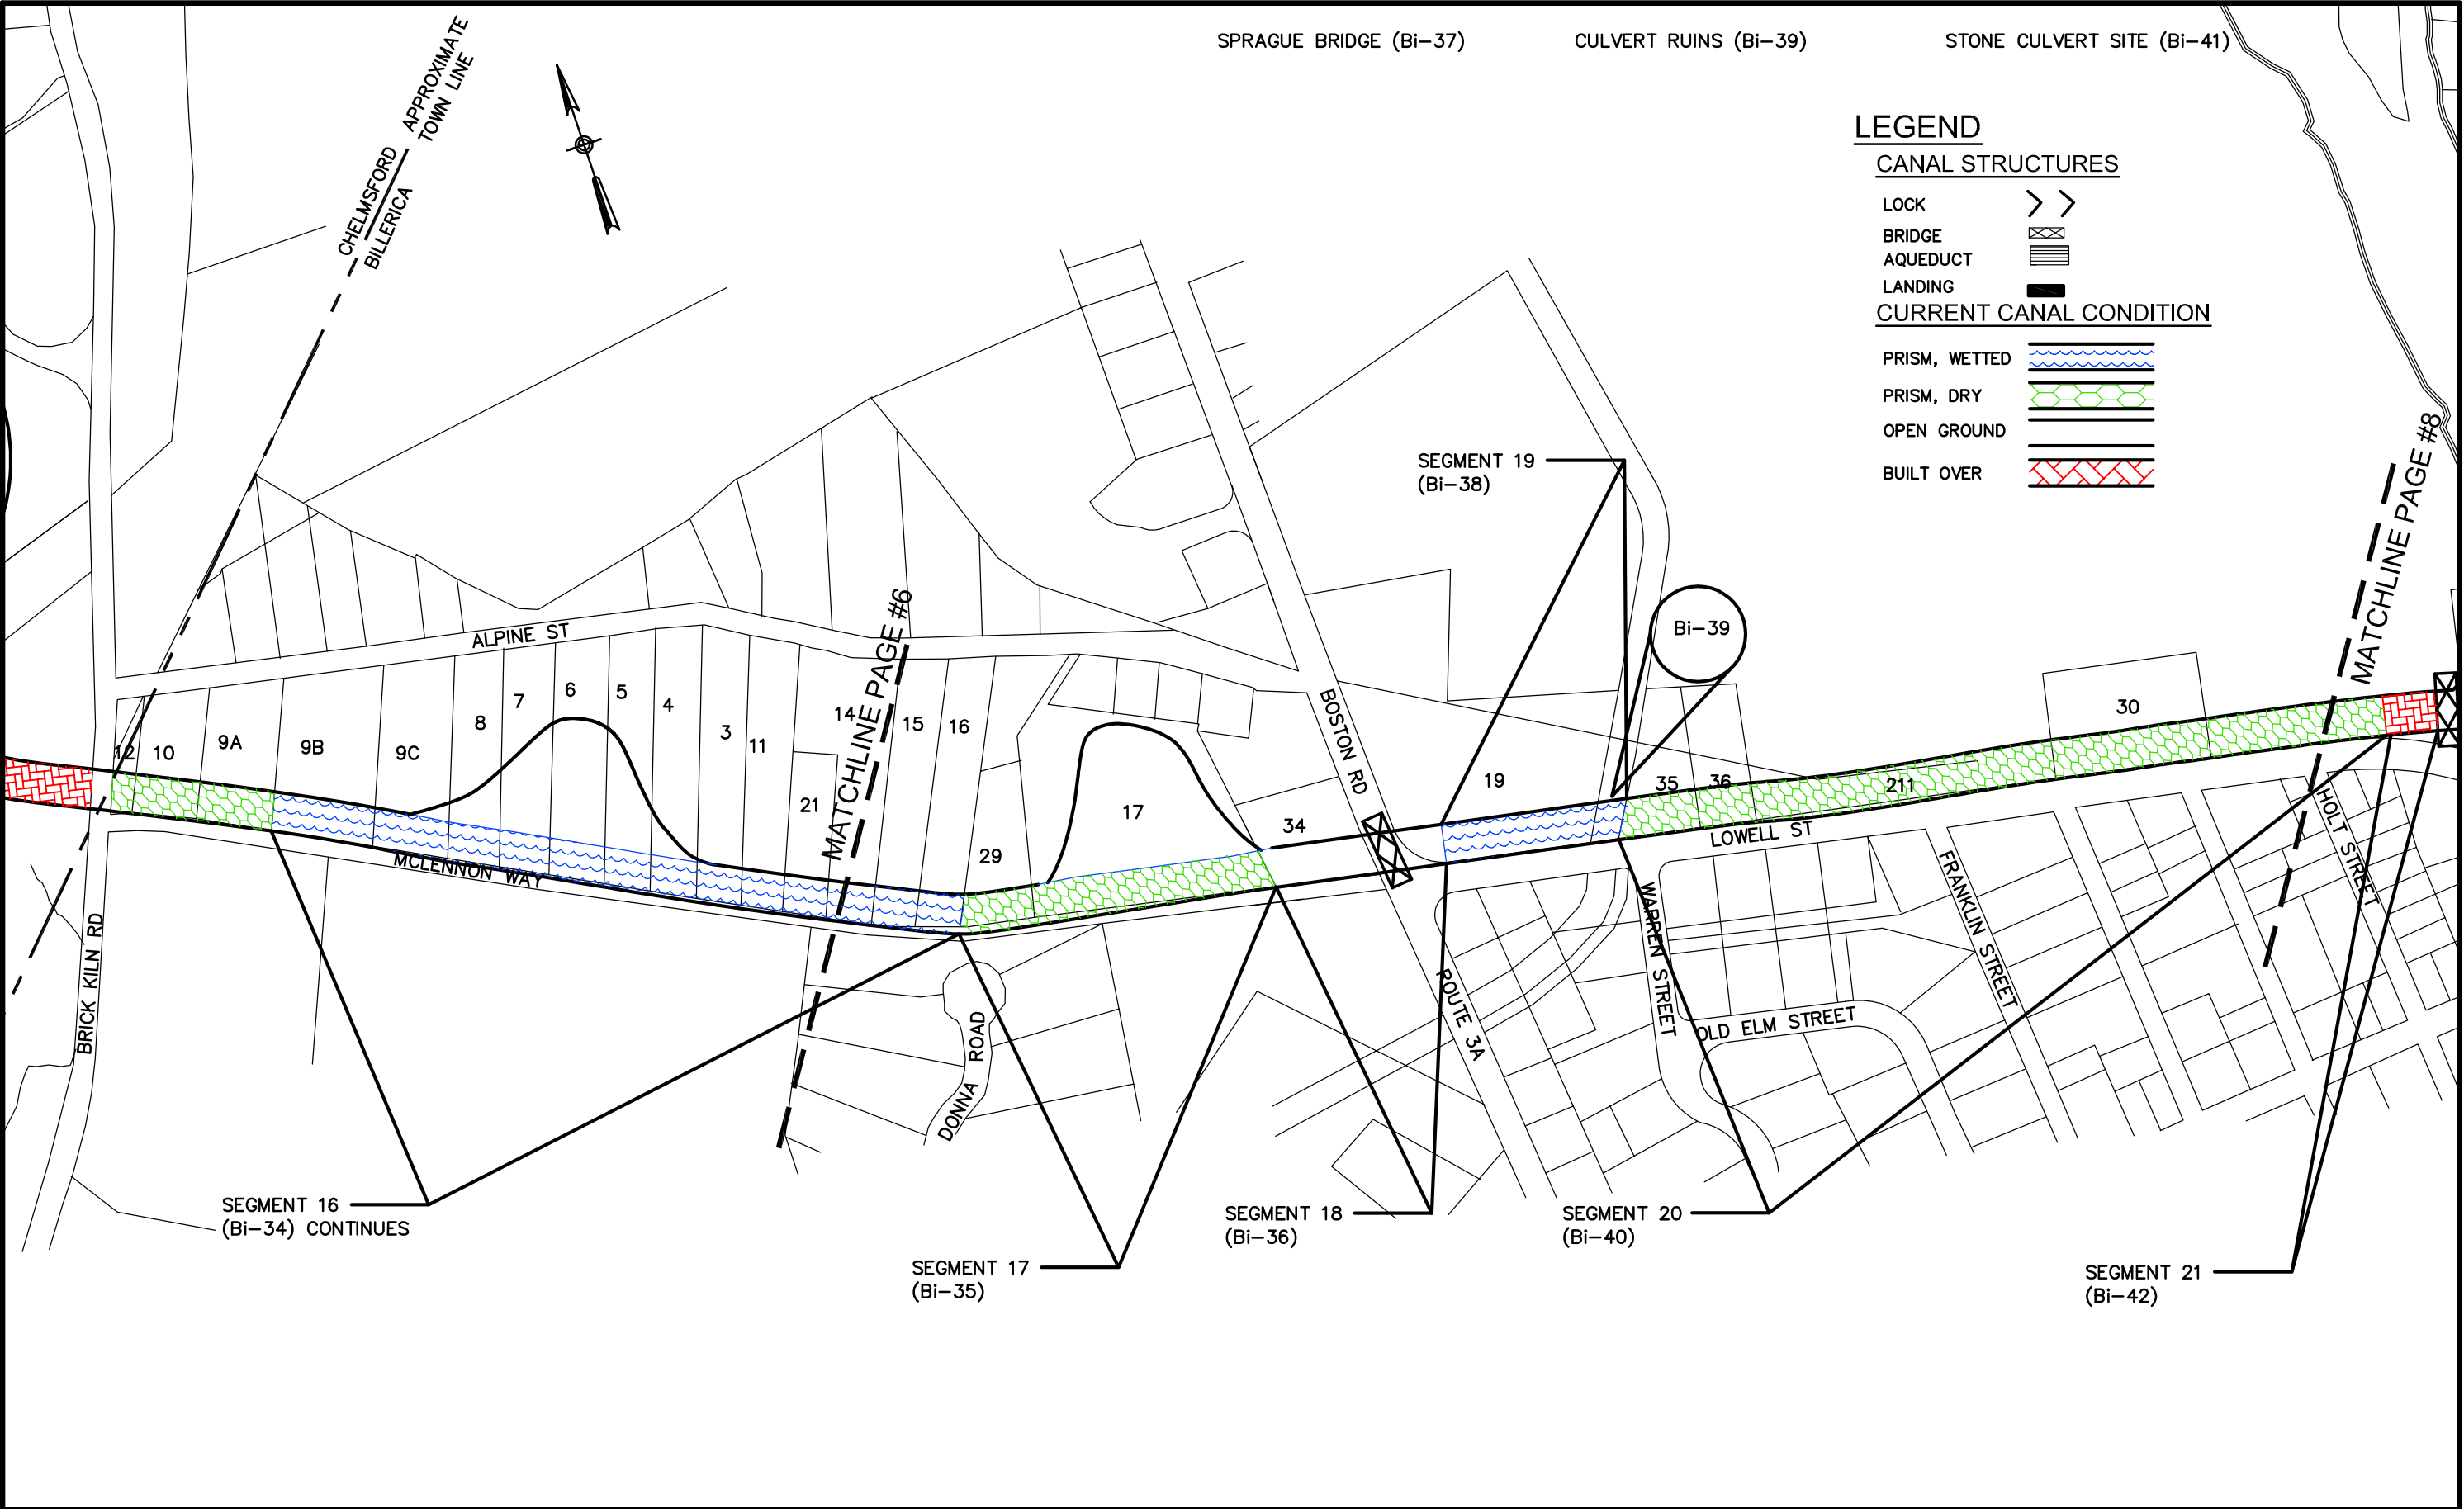 SPRAGUE BRIDGE (Bi-37)
CULVERT RUINS (Bi-39)
STONE CULVERT SITE (Bi-41)
CHELMSFORD APPROXIMATE
BILLERICA TOWN LINE
LEGEND
CANAL STRUCTURES
LOCK
BRIDGE
AQUEDUCT
LANDING
CURRENT CANAL CONDITION
PRISM, WETTED
PRISM, DRY
OPEN GROUND
BUILT OVER
MATCHLINE PAGE #8
SEGMENT 19
(Bi-38)
Bi-39
ALPINE ST
MATCHLINE PAGE #6
BOSTON RD
12
10
9A
9B
9C
8
7
6
5
4
3
11
14
21
15
16
29
17
34
19
35
36
211
30
MCLENNON WAY
LOWELL ST
HOLT STREET
FRANKLIN STREET
WARREN STREET
OLD ELM STREET
ROUTE 3A
BRICK KILN RD
DONNA ROAD
SEGMENT 16
(Bi-34) CONTINUES
SEGMENT 17
(Bi-35)
SEGMENT 18
(Bi-36)
SEGMENT 20
(Bi-40)
SEGMENT 21
(Bi-42)